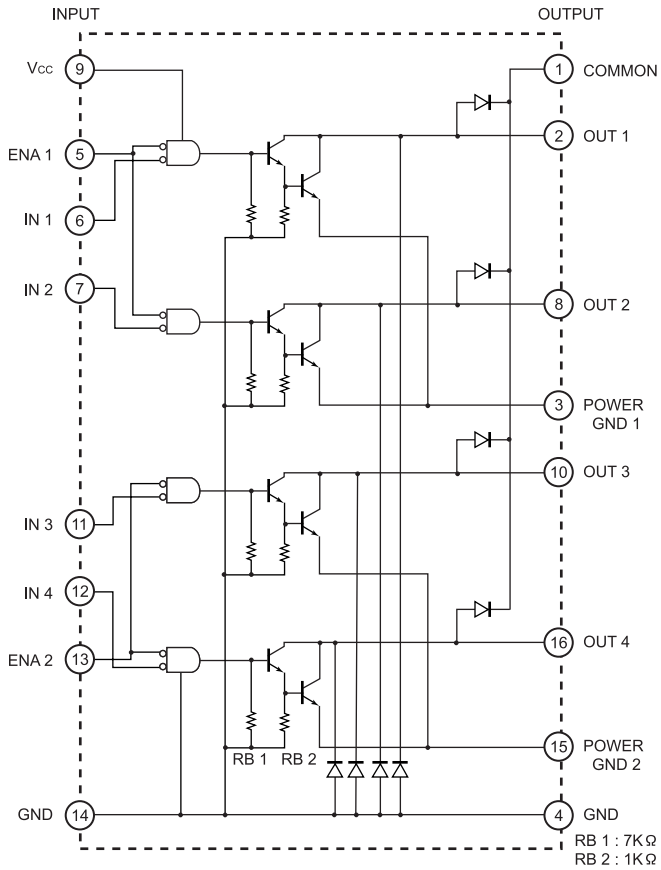 INPUT OUTPUT
Vcc 9
1 COMMON
ENA 1 5
2 OUT 1
IN 1 6
IN 2 7
8 OUT 2
3 POWER
GND 1
10 OUT 3
IN 3 11
IN 4 12
ENA 2 13
16 OUT 4
RB 1 RB 2
15 POWER
GND 2
GND 14
4 GND
RB 1 : 7KΩ
RB 2 : 1KΩ